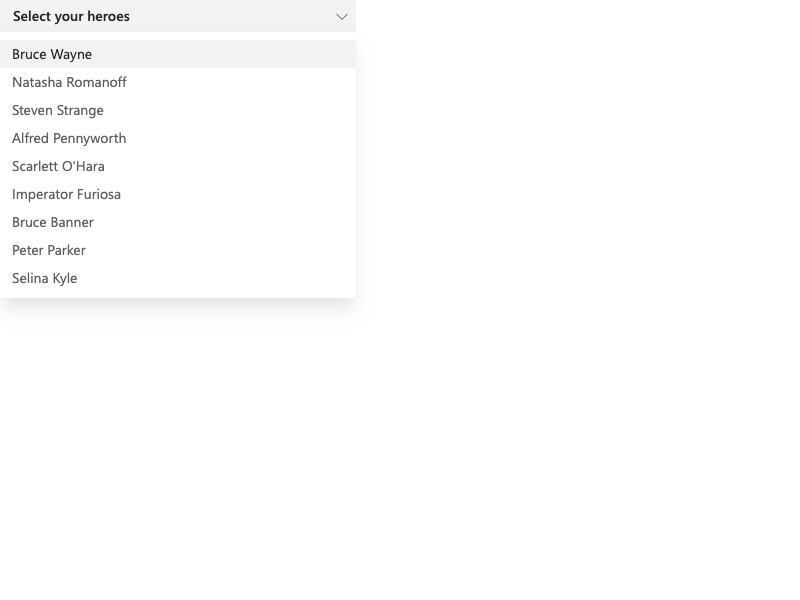 Select your heroes
Bruce Wayne
Natasha Romanoff
Steven Strange
Alfred Pennyworth
Scarlett O'Hara
Imperator Furiosa
Bruce Banner
Peter Parker
Selina Kyle